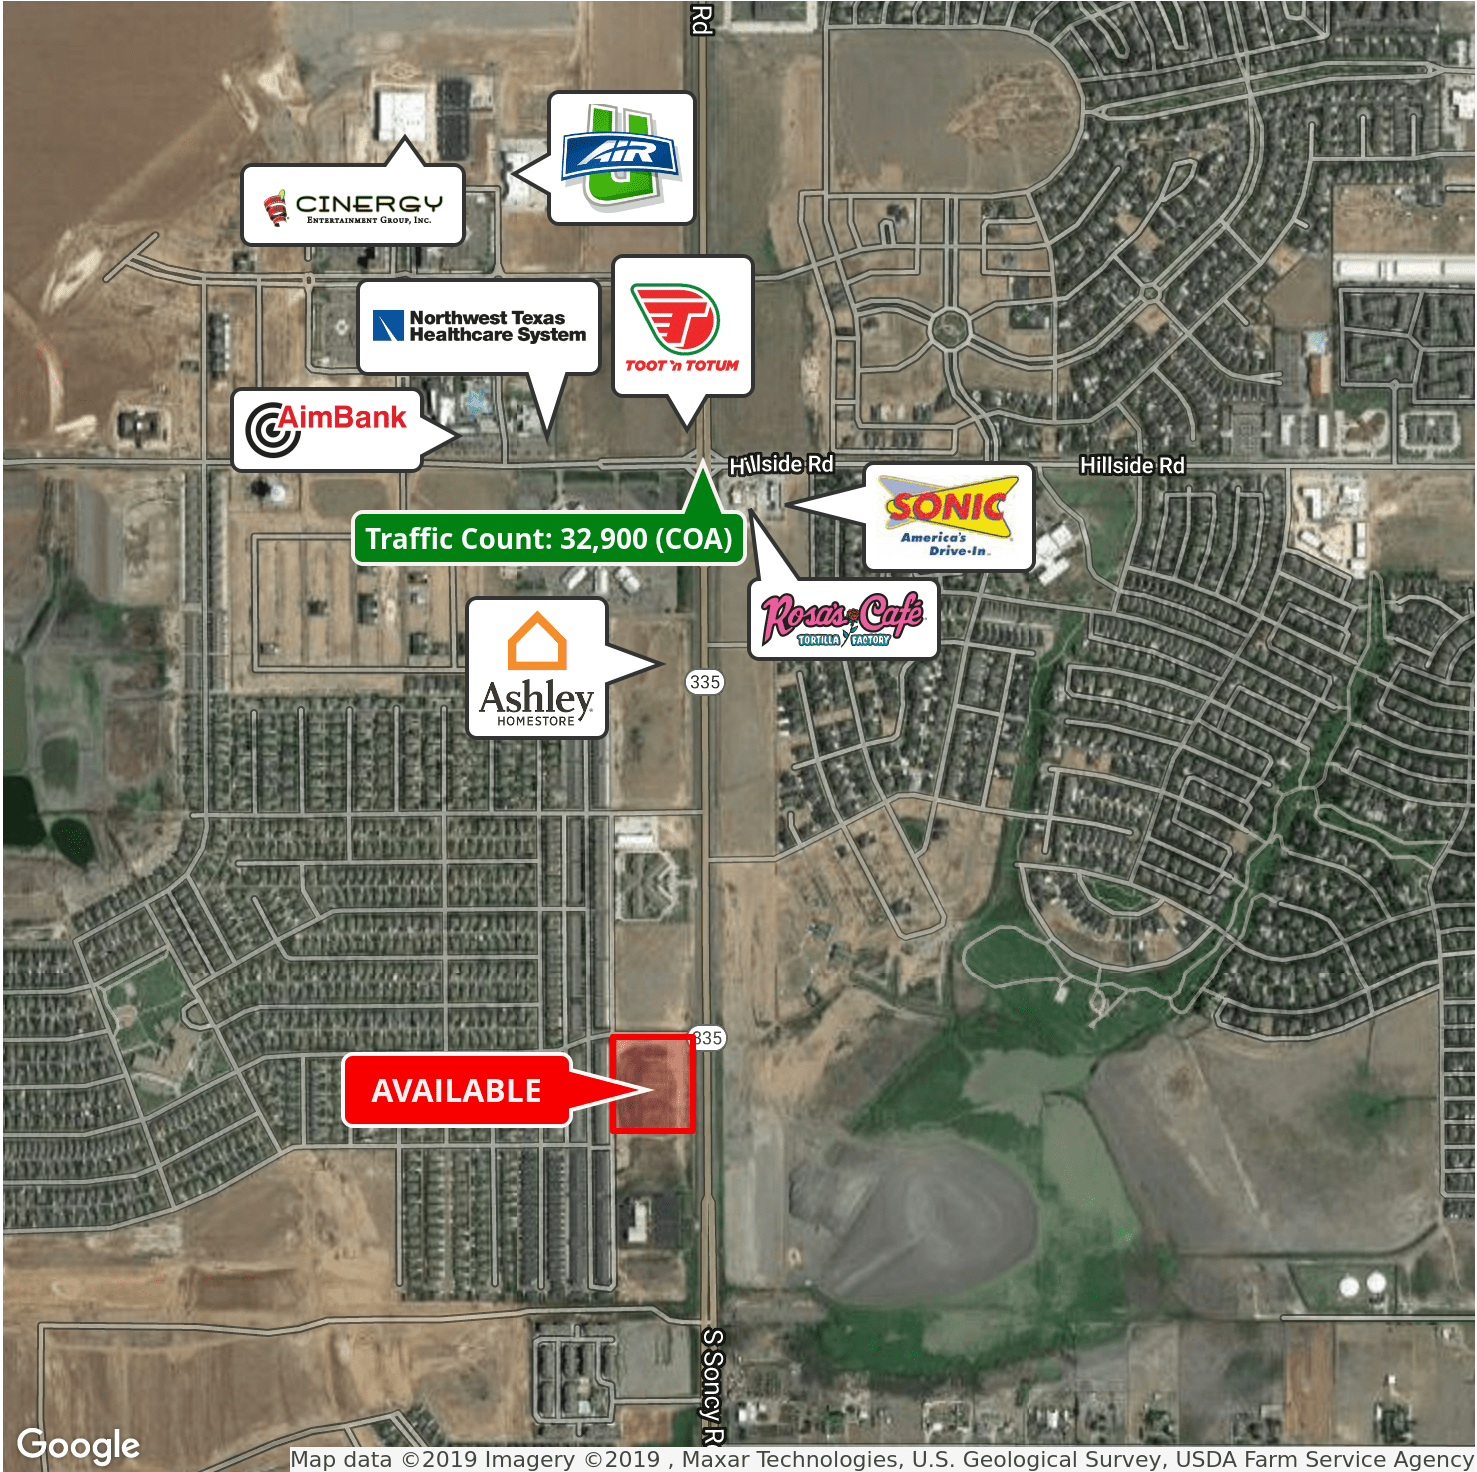 Rd
AIR
U
CINERGY
ENTERTAINMENT GROUP, INC.
Northwest Texas
Healthcare System
TOOT 'n TOTUM
AimBank
Hillside Rd
Hillside Rd
SONIC
America's
Drive-In
Traffic Count: 32,900 (COA)
Rosa's Café
TORTILLA FACTORY
Ashley
HOMESTORE
335
335
AVAILABLE
S Soncy Rd
Google
Map data ©2019 Imagery ©2019 , Maxar Technologies, U.S. Geological Survey, USDA Farm Service Agency